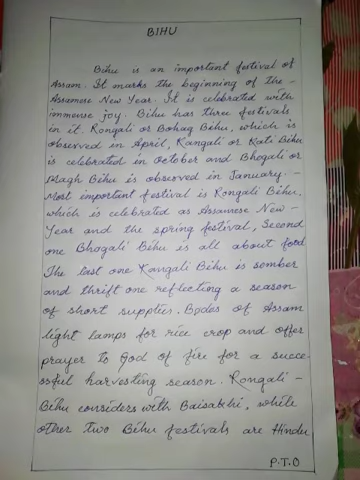 BIHU
Bihu is an important festival of
Assam. It marks the beginning of the -
Assumese New Year. It is celebrated with
immense joy. Bihu has three festivals
in it. Rongali or Bohag Bihu, which is
observed in April, Kangali or Kati Bihu
is celebrated in October and Bhogali or
Magh Bihu is observed in January. -
Most important festival is Rongali Bihu,
which is celebrated as Assamese New -
Year and the spring festival, Second
one Bhogali Bihu is all about food
The last one Kangali Bihu is somber
and thrift one reflecting a season
of short supplies. of Assam
light lamps for rice crop and offer
prayer to God of fire for a succe
ssful harvesting season. Rongali -
Bihu considers with Baisakhi, while
other two Bihu festivals are Hindu
P.T.O